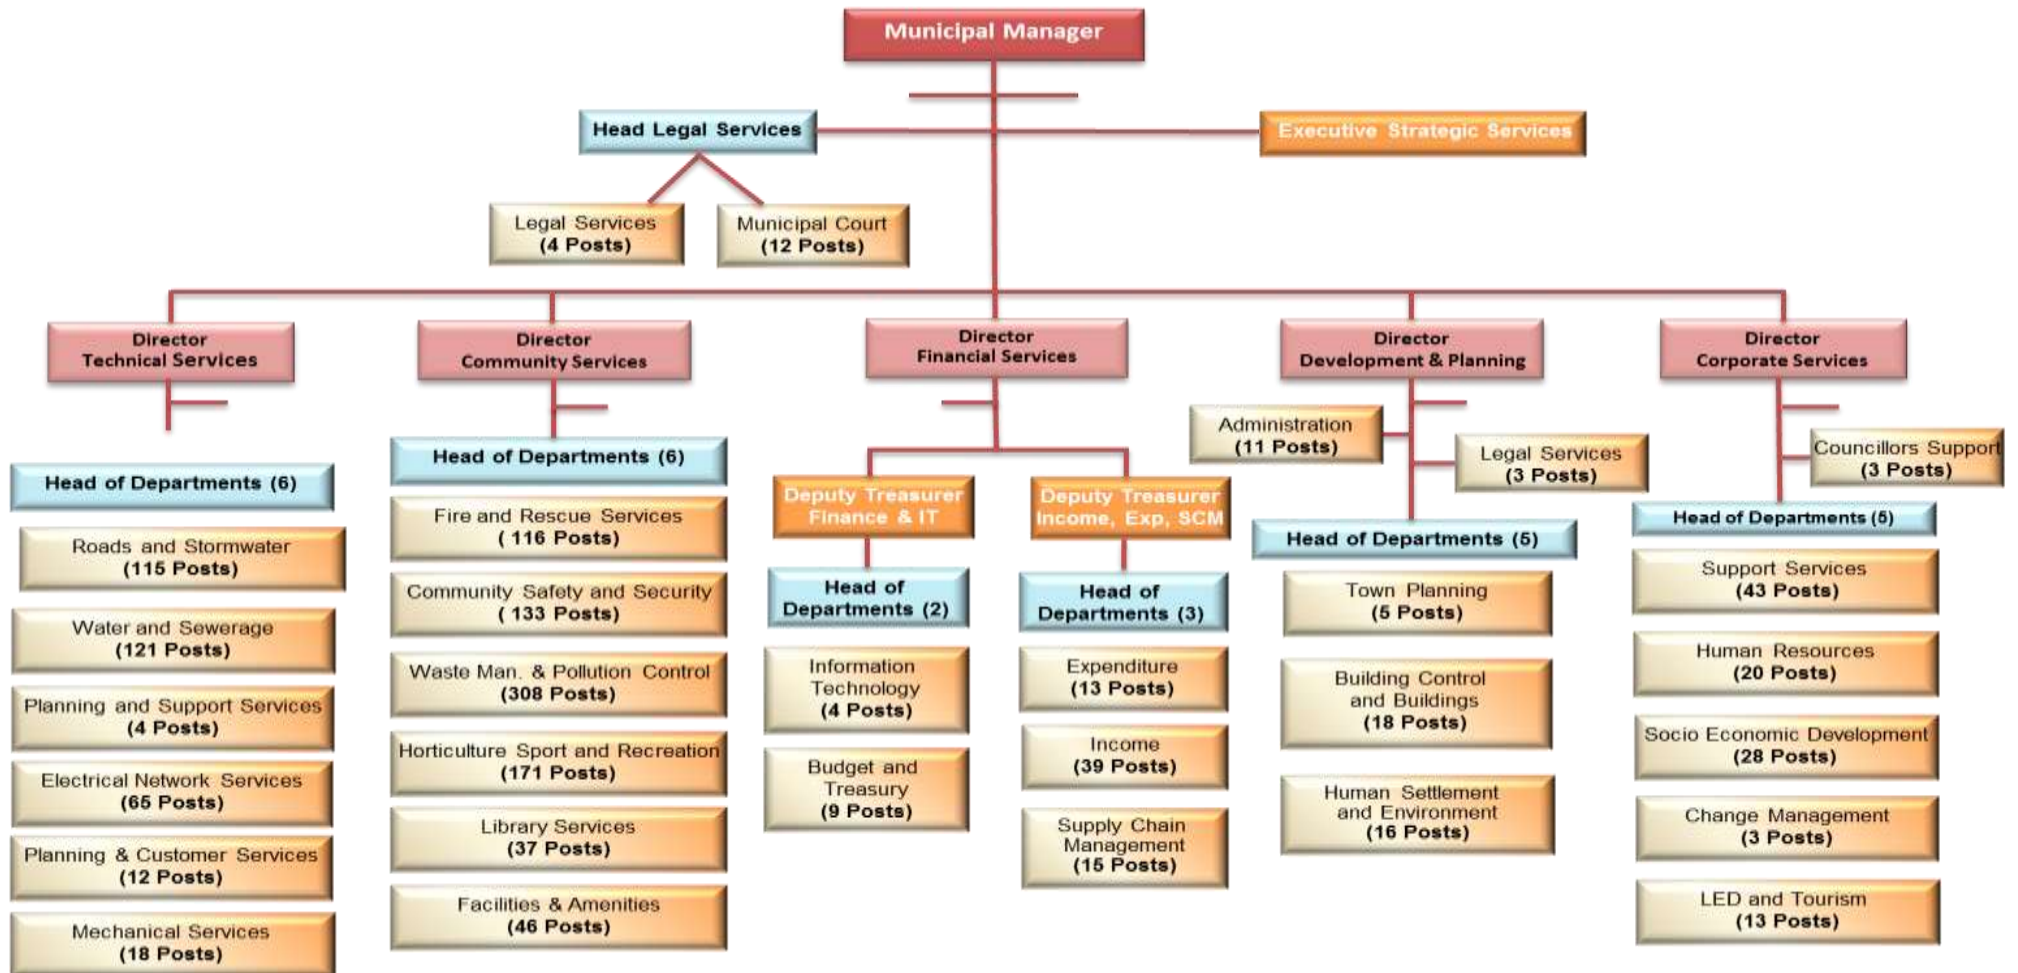 Municipal Manager
Head Legal Services
Executive Strategic Services
Legal Services
(4 Posts)
Municipal Court
(12 Posts)
Director
Technical Services
Director
Community Services
Director
Financial Services
Director
Development & Planning
Director
Corporate Services
Head of Departments (6)
Roads and Stormwater
(115 Posts)
Water and Sewerage
(121 Posts)
Planning and Support Services
(4 Posts)
Electrical Network Services
(65 Posts)
Planning & Customer Services
(12 Posts)
Mechanical Services
(18 Posts)
Head of Departments (6)
Fire and Rescue Services
( 116 Posts)
Community Safety and Security
( 133 Posts)
Waste Man. & Pollution Control
(308 Posts)
Horticulture Sport and Recreation
(171 Posts)
Library Services
(37 Posts)
Facilities & Amenities
(46 Posts)
Deputy Treasurer
Finance & IT
Head of
Departments (2)
Information
Technology
(4 Posts)
Budget and
Treasury
(9 Posts)
Deputy Treasurer
Income, Exp, SCM
Head of
Departments (3)
Expenditure
(13 Posts)
Income
(39 Posts)
Supply Chain
Management
(15 Posts)
Administration
(11 Posts)
Legal Services
(3 Posts)
Head of Departments (5)
Town Planning
(5 Posts)
Building Control
and Buildings
(18 Posts)
Human Settlement
and Environment
(16 Posts)
Councillors Support
(3 Posts)
Head of Departments (5)
Support Services
(43 Posts)
Human Resources
(20 Posts)
Socio Economic Development
(28 Posts)
Change Management
(3 Posts)
LED and Tourism
(13 Posts)